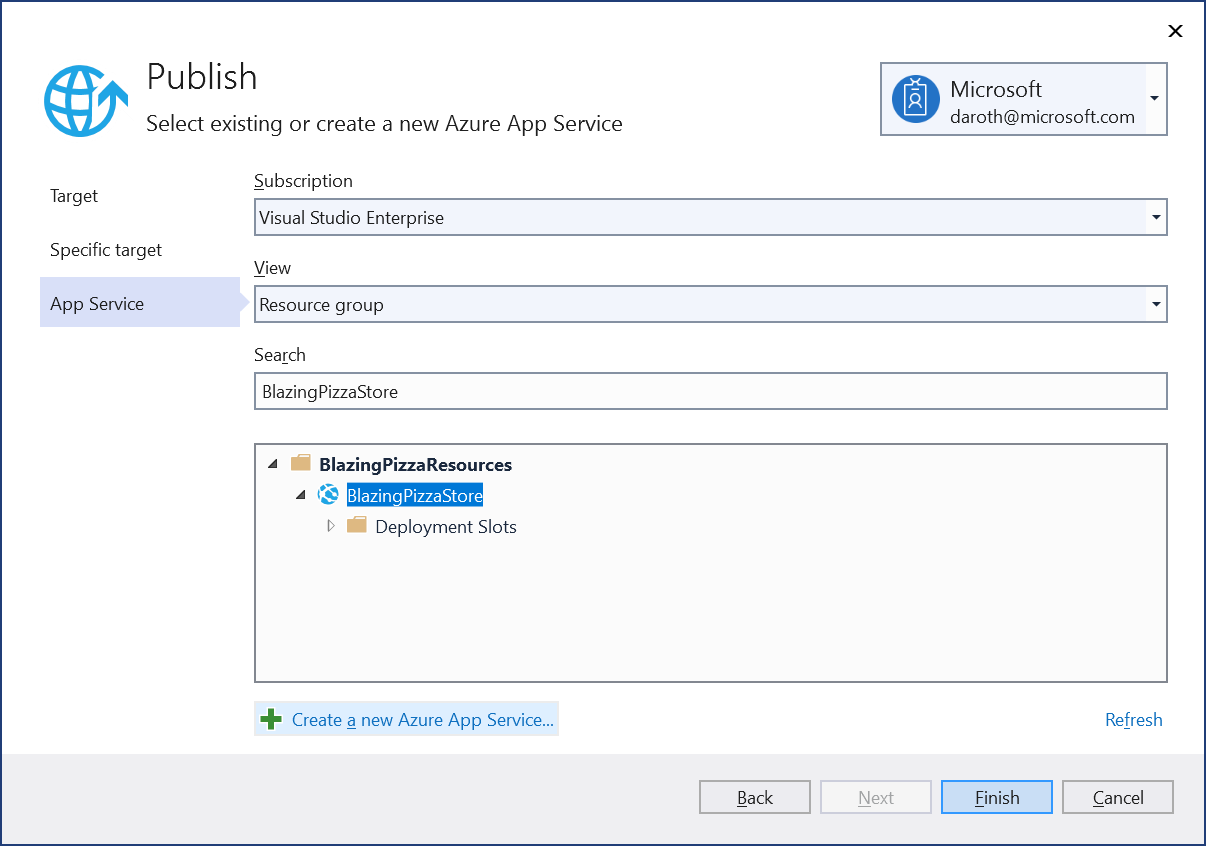 Publish
Select existing or create a new Azure App Service
Microsoft
daroth@microsoft.com
Target
Specific target
App Service
Subscription
Visual Studio Enterprise
View
Resource group
Search
BlazingPizzaStore
BlazingPizzaResources
BlazingPizzaStore
Deployment Slots
Create a new Azure App Service...
Refresh
Back
Next
Finish
Cancel